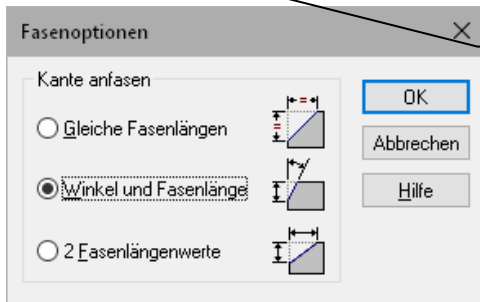 Fasenoptionen
Kante anfasen
Gleiche Fasenlängen
Winkel und Fasenlänge
2 Fasenlängenwerte
OK
Abbrechen
Hilfe